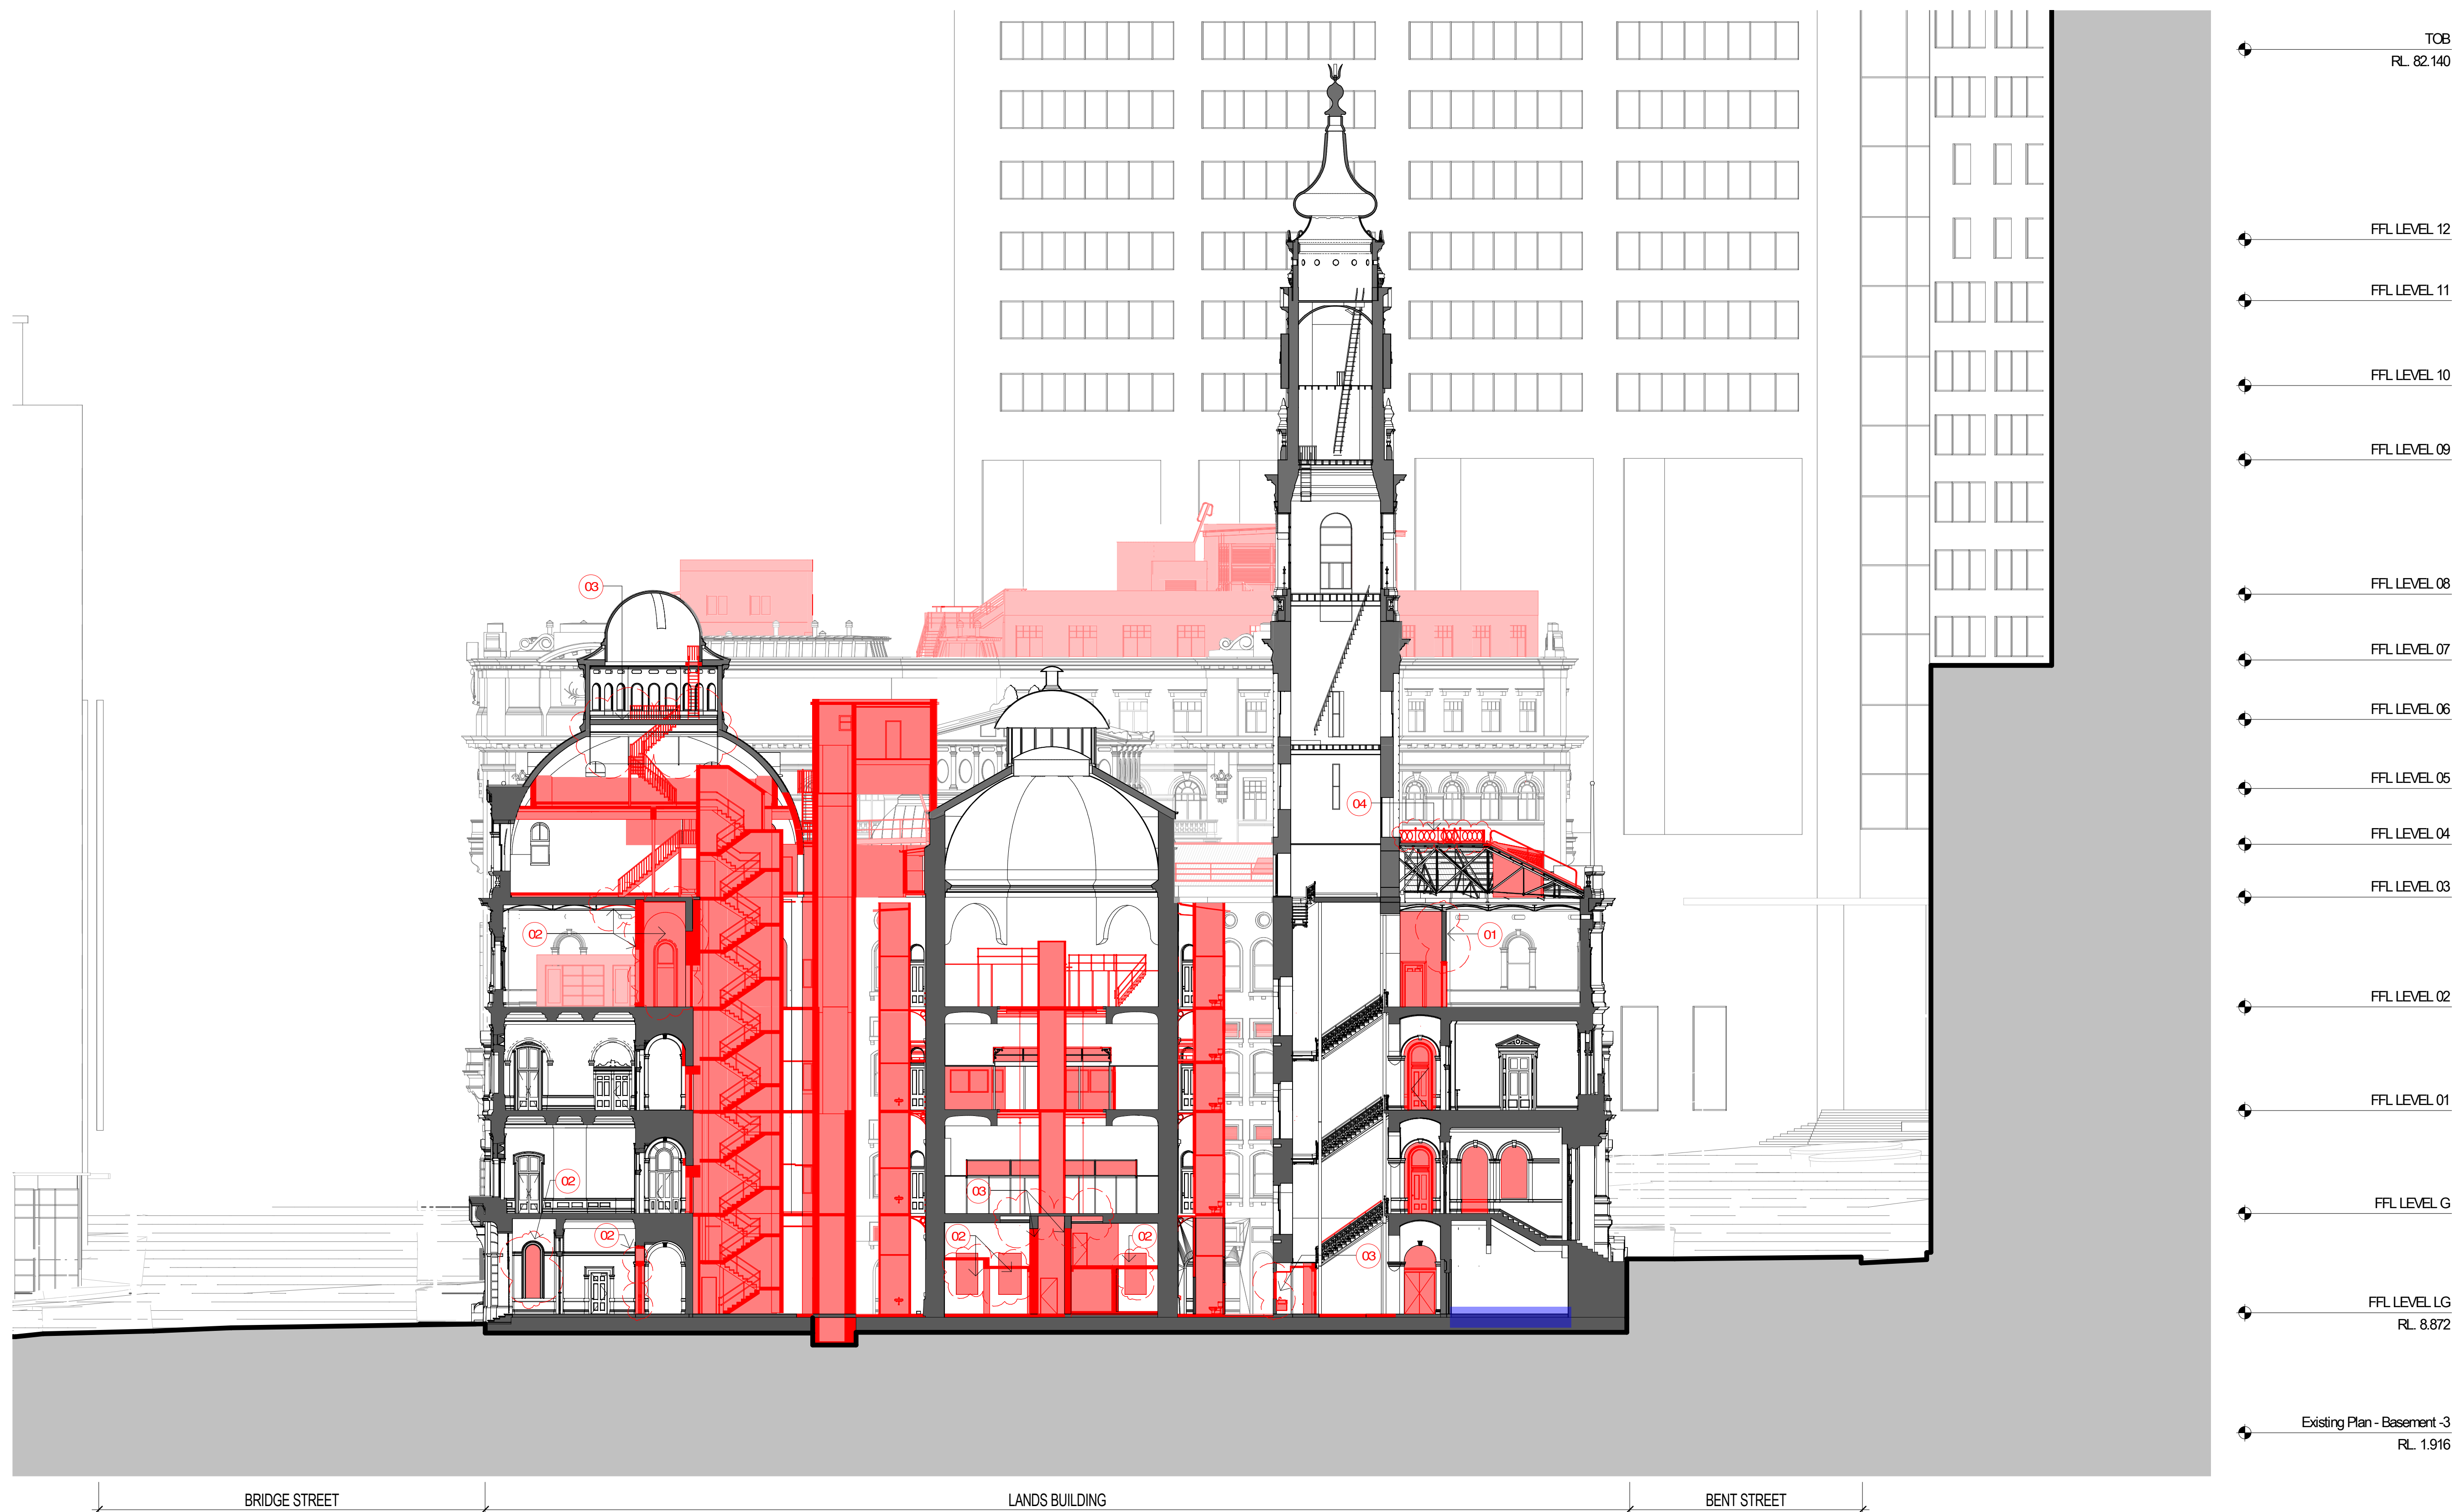 TOB
RL. 82.140
FFL LEVEL 12
FFL LEVEL 11
FFL LEVEL 10
FFL LEVEL 09
FFL LEVEL 08
03
FFL LEVEL 07
FFL LEVEL 06
FFL LEVEL 05
04
FFL LEVEL 04
FFL LEVEL 03
02
01
FFL LEVEL 02
FFL LEVEL 01
02
03
FFL LEVEL G
02
02
02
03
FFL LEVEL LG
RL. 8.872
Existing Plan - Basement -3
RL. 1.916
BRIDGE STREET
LANDS BUILDING
BENT STREET